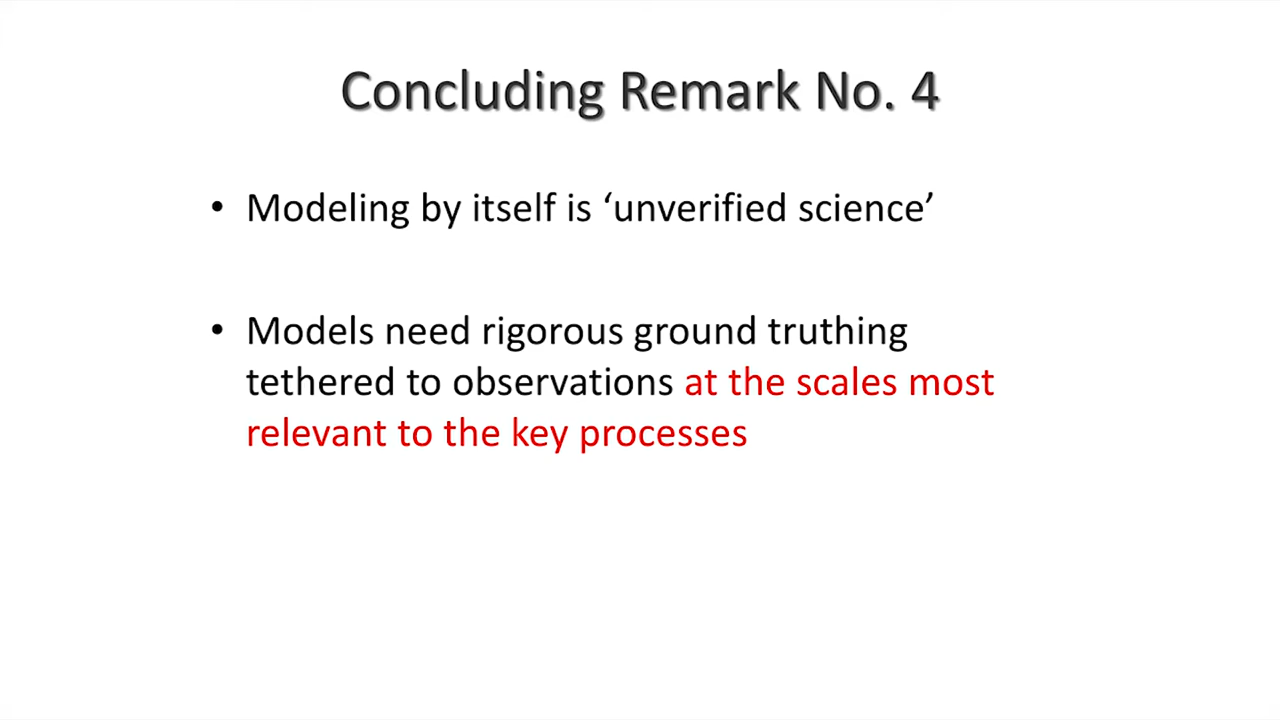 Concluding Remark No. 4
• Modeling by itself is ‘unverified science’
• Models need rigorous ground truthing
tethered to observations at the scales most
relevant to the key processes